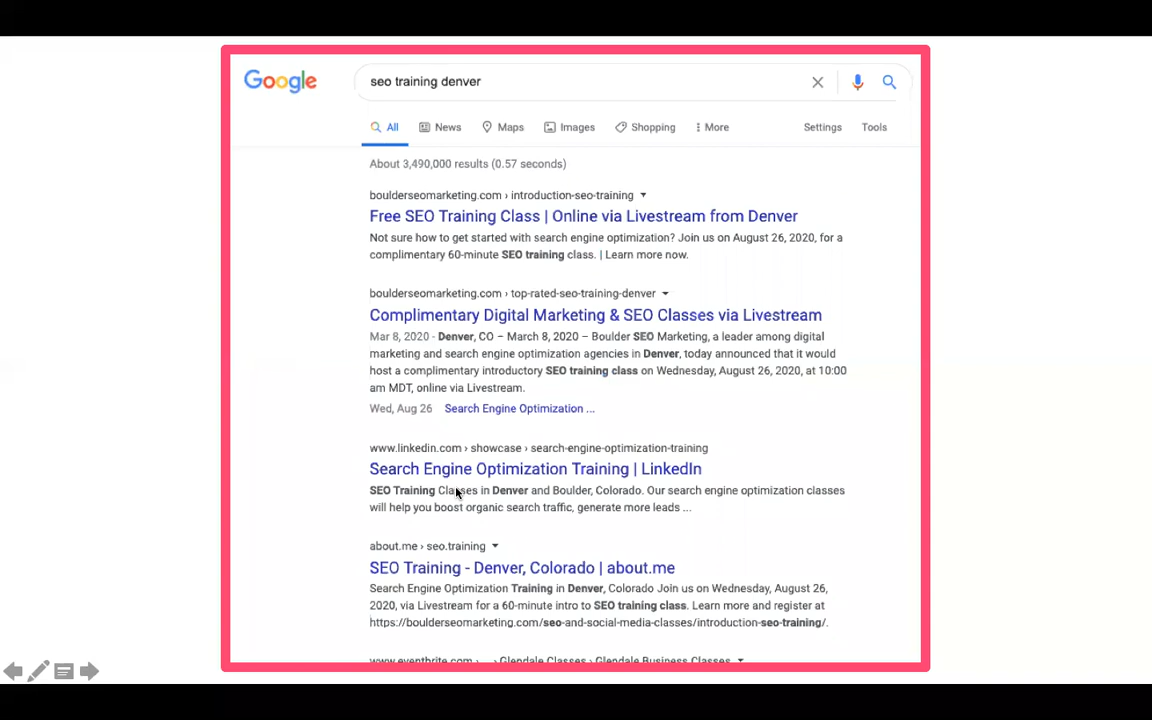 Google
seo training denver
All News Maps Images Shopping More Settings Tools
About 3,490,000 results (0.57 seconds)
boulderseomarketing.com › introduction-seo-training
Free SEO Training Class | Online via Livestream from Denver
Not sure how to get started with search engine optimization? Join us on August 26, 2020, for a
complimentary 60-minute SEO training class. | Learn more now.
boulderseomarketing.com › top-rated-seo-training-denver
Complimentary Digital Marketing & SEO Classes via Livestream
Mar 8, 2020 - Denver, CO – March 8, 2020 – Boulder SEO Marketing, a leader among digital
marketing and search engine optimization agencies in Denver, today announced that it would
host a complimentary introductory SEO training class on Wednesday, August 26, 2020, at 10:00
am MDT, online via Livestream.
Wed, Aug 26 Search Engine Optimization ...
www.linkedin.com › showcase › search-engine-optimization-training
Search Engine Optimization Training | LinkedIn
SEO Training Classes in Denver and Boulder, Colorado. Our search engine optimization classes
will help you boost organic search traffic, generate more leads ...
about.me › seo.training
SEO Training - Denver, Colorado | about.me
Search Engine Optimization Training in Denver, Colorado Join us on Wednesday, August 26,
2020, via Livestream for a 60-minute intro to SEO training class. Learn more and register at
https://boulderseomarketing.com/seo-and-social-media-classes/introduction-seo-training/.
www.eventbrite.com › ... › Glendale Classes › Glendale Business Classes